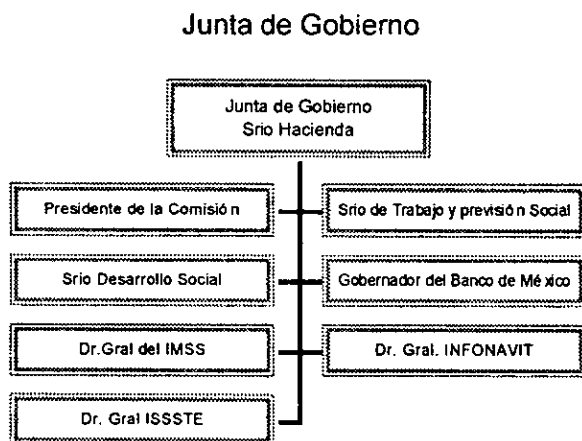 Junta de Gobierno
Junta de Gobierno
Srio Hacienda
Presidente de la Comisión
Srio de Trabajo y previsión Social
Srio Desarrollo Social
Gobernador del Banco de México
Dr.Gral del IMSS
Dr. Gral. INFONAVIT
Dr. Gral ISSSTE